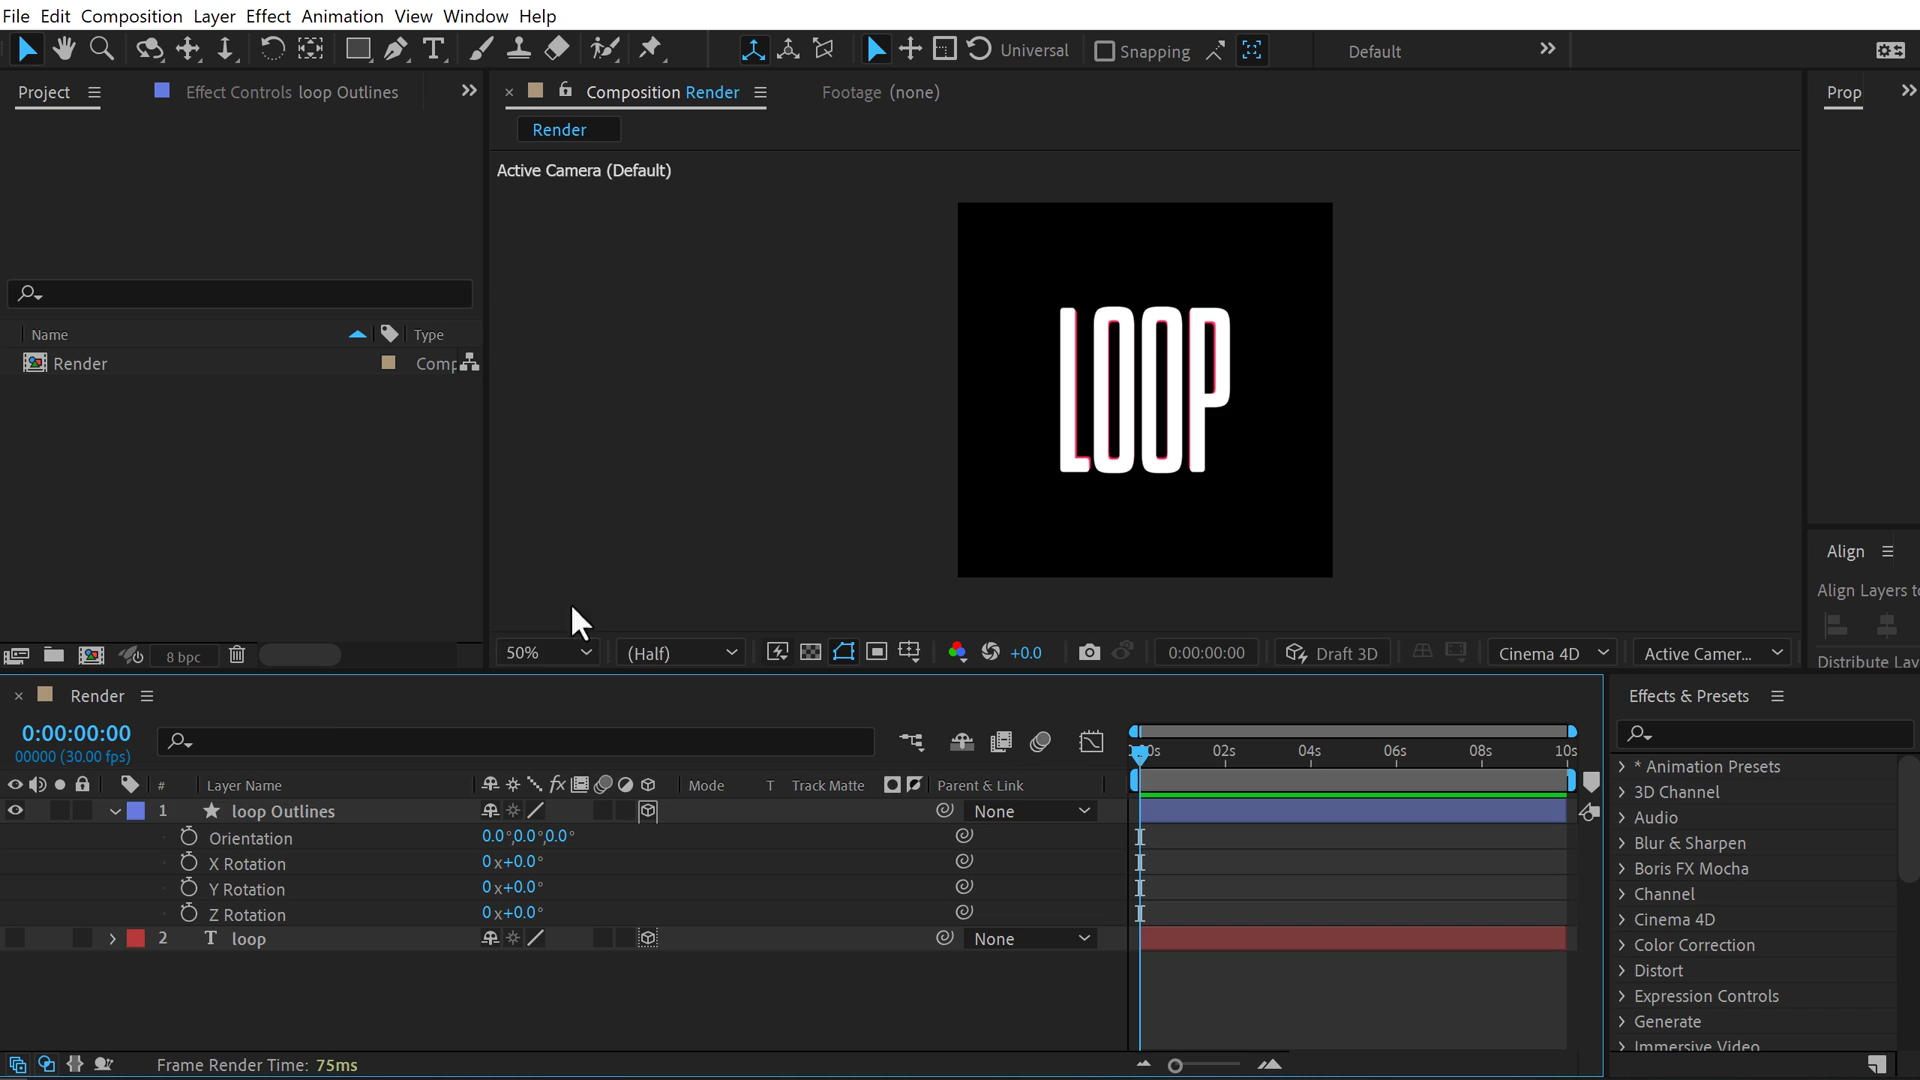 File Edit Composition Layer Effect Animation View Window Help
Universal Snapping Default
Project Effect Controls loop Outlines Composition Render Footage (none) Prop
Render
Active Camera (Default)
LOOP
Name Type
Render Comp
Align
Align Layers to
50% (Half) +0.0 0:00:00:00 Draft 3D Cinema 4D Active Camer...
8 bpc
Distribute Lay
Render Effects & Presets
0:00:00:00
00000 (30.00 fps)
02s 04s 06s 08s 10s
# Layer Name fx Mode T Track Matte Parent & Link
* Animation Presets
3D Channel
1 loop Outlines None
Audio
Orientation 0.0°,0.0°,0.0°
Blur & Sharpen
X Rotation 0x+0.0°
Boris FX Mocha
Y Rotation 0x+0.0°
Channel
Z Rotation 0x+0.0°
Cinema 4D
2 T loop None
Color Correction
Distort
Expression Controls
Generate
Immersive Video
Frame Render Time: 75ms